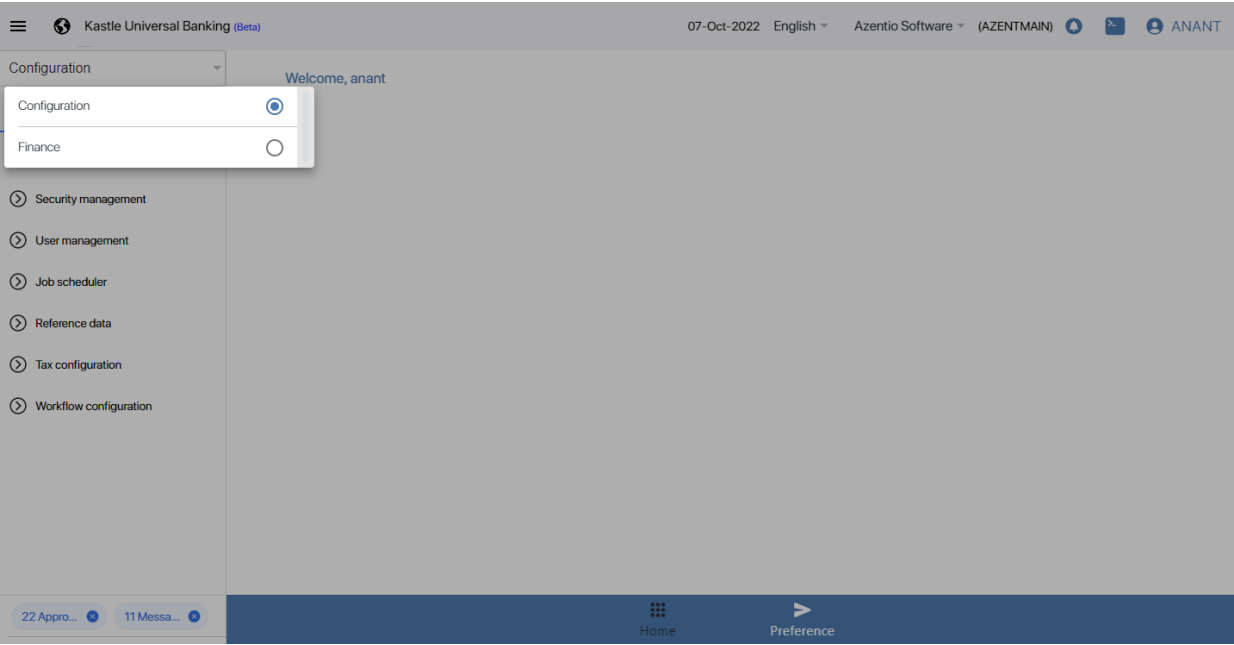 Kastle Universal Banking (Beta) 07-Oct-2022 English Azentio Software (AZENTMAIN) ANANT
Configuration
Welcome, anant
Configuration
Finance
Security management
User management
Job scheduler
Reference data
Tax configuration
Workflow configuration
22 Appro... 11 Messa...
Home Preference